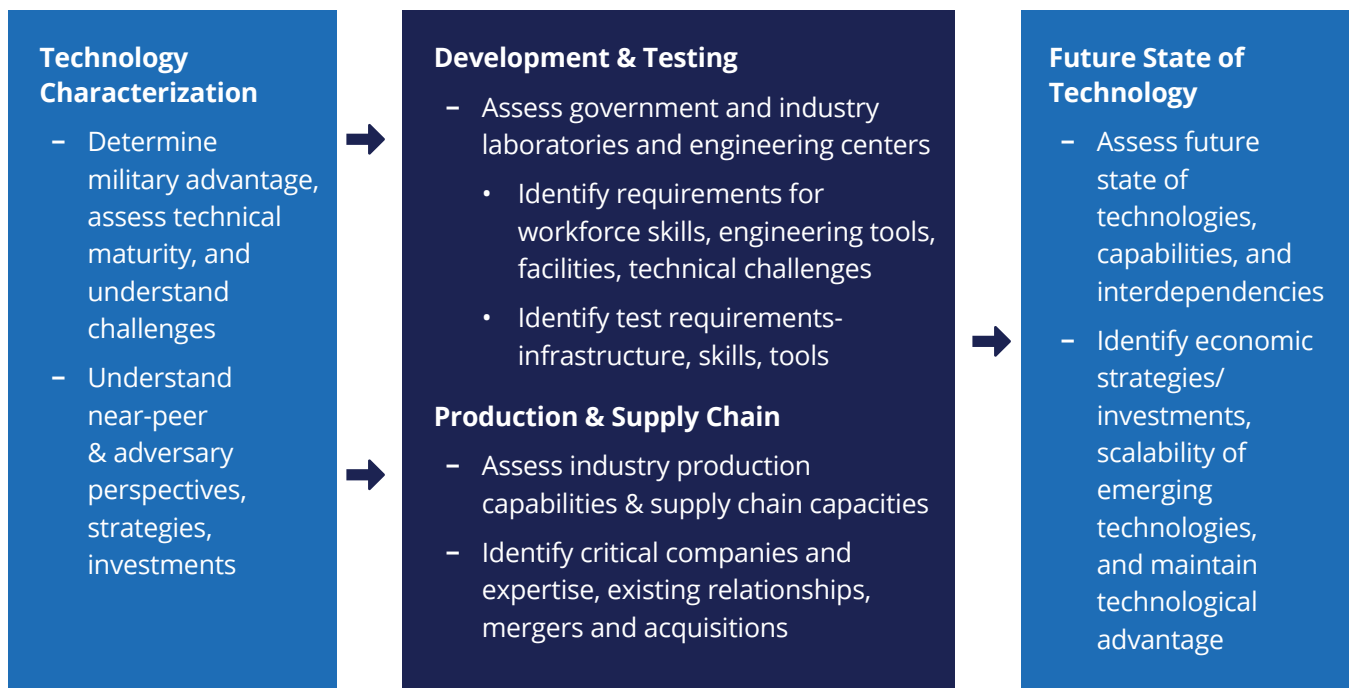 Technology
Characterization
– Determine
military advantage,
assess technical
maturity, and
understand
challenges
– Understand
near-peer
& adversary
perspectives,
strategies,
investments
Development & Testing
– Assess government and industry
laboratories and engineering centers
• Identify requirements for
workforce skills, engineering tools,
facilities, technical challenges
• Identify test requirements-
infrastructure, skills, tools
Production & Supply Chain
– Assess industry production
capabilities & supply chain capacities
– Identify critical companies and
expertise, existing relationships,
mergers and acquisitions
Future State of
Technology
– Assess future
state of
technologies,
capabilities, and
interdependencies
– Identify economic
strategies/
investments,
scalability of
emerging
technologies,
and maintain
technological
advantage